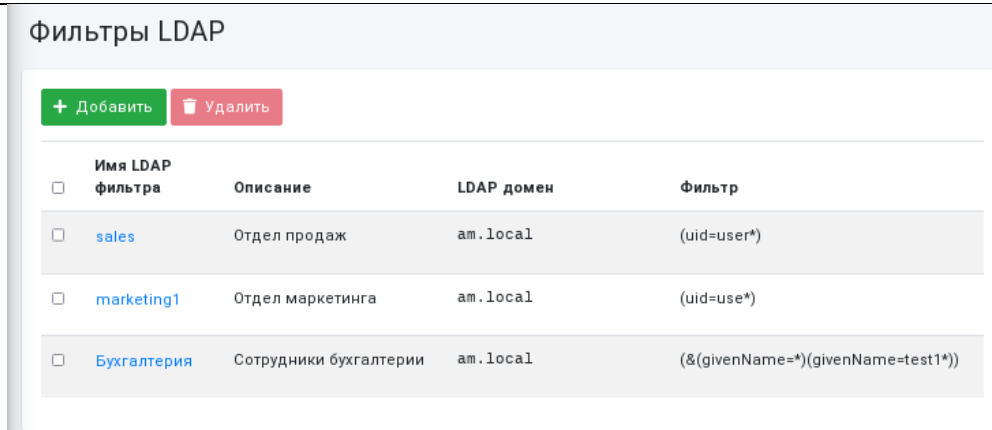 Фильтры LDAP
+ Добавить Удалить
Имя LDAP
фильтра Описание LDAP домен Фильтр
sales Отдел продаж am.local (uid=user*)
marketing1 Отдел маркетинга am.local (uid=use*)
Бухгалтерия Сотрудники бухгалтерии am.local (&(givenName=*)(givenName=test1*))